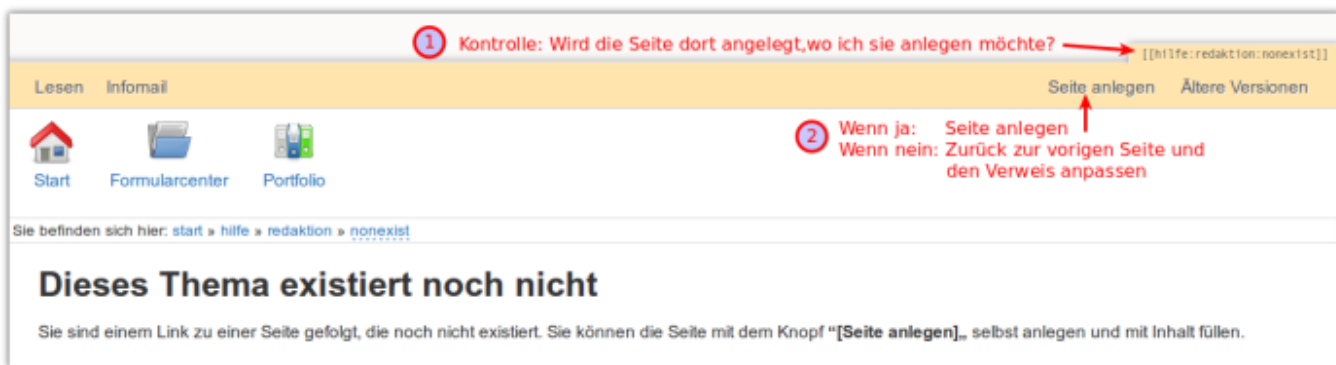 1 Kontrolle: Wird die Seite dort angelegt,wo ich sie anlegen möchte?
[[hilfe:redaktion:nonexist]]
Lesen Infomail Seite anlegen Ältere Versionen
2 Wenn ja: Seite anlegen
Wenn nein: Zurück zur vorigen Seite und
den Verweis anpassen
Start Formularcenter Portfolio
Sie befinden sich hier: start » hilfe » redaktion » nonexist
Dieses Thema existiert noch nicht
Sie sind einem Link zu einer Seite gefolgt, die noch nicht existiert. Sie können die Seite mit dem Knopf “[Seite anlegen]„ selbst anlegen und mit Inhalt füllen.